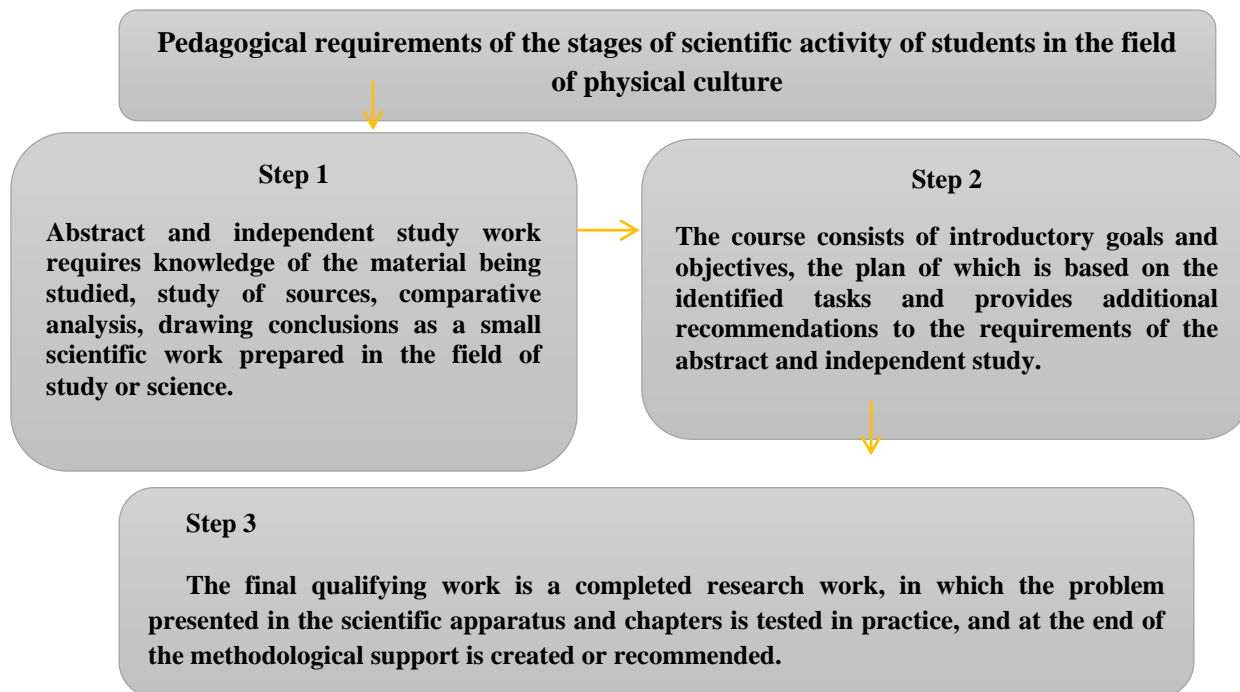 Pedagogical requirements of the stages of scientific activity of students in the field
of physical culture
Step 1
Abstract and independent study work
requires knowledge of the material being
studied, study of sources, comparative
analysis, drawing conclusions as a small
scientific work prepared in the field of
study or science.
Step 2
The course consists of introductory goals and
objectives, the plan of which is based on the
identified tasks and provides additional
recommendations to the requirements of the
abstract and independent study.
Step 3
The final qualifying work is a completed research work, in which the problem
presented in the scientific apparatus and chapters is tested in practice, and at the end of
the methodological support is created or recommended.